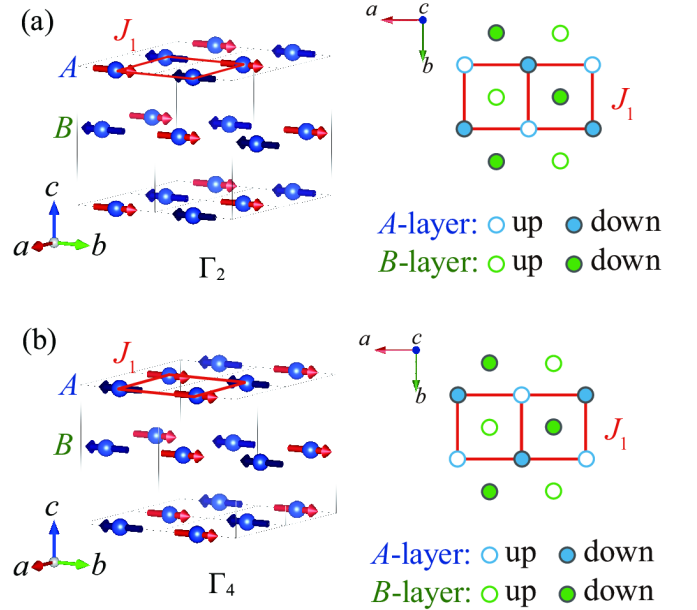 (a)
J₁
A
B
c
a
b
Γ₂
a
c
b
J₁
A-layer: up down
B-layer: up down
(b)
J₁
A
B
c
a
b
Γ₄
a
c
b
J₁
A-layer: up down
B-layer: up down